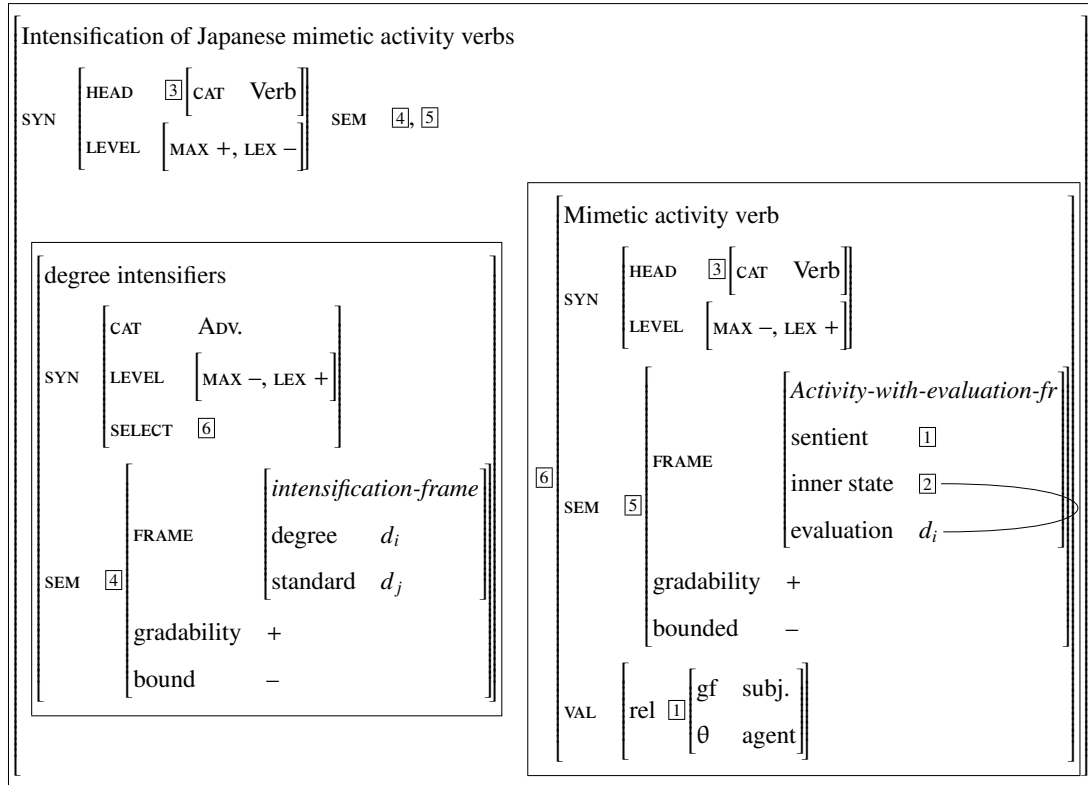 Intensification of Japanese mimetic activity verbs
SYN HEAD 3 CAT Verb
LEVEL MAX +, LEX –
SEM 4, 5
degree intensifiers
SYN CAT ADV.
LEVEL MAX –, LEX +
SELECT 6
SEM 4 FRAME intensification-frame
degree d_i
standard d_j
gradability +
bound –
6 Mimetic activity verb
SYN HEAD 3 CAT Verb
LEVEL MAX –, LEX +
SEM 5 FRAME Activity-with-evaluation-fr
sentient 1
inner state 2
evaluation d_i
gradability +
bounded –
VAL rel 1 gf subj.
θ agent